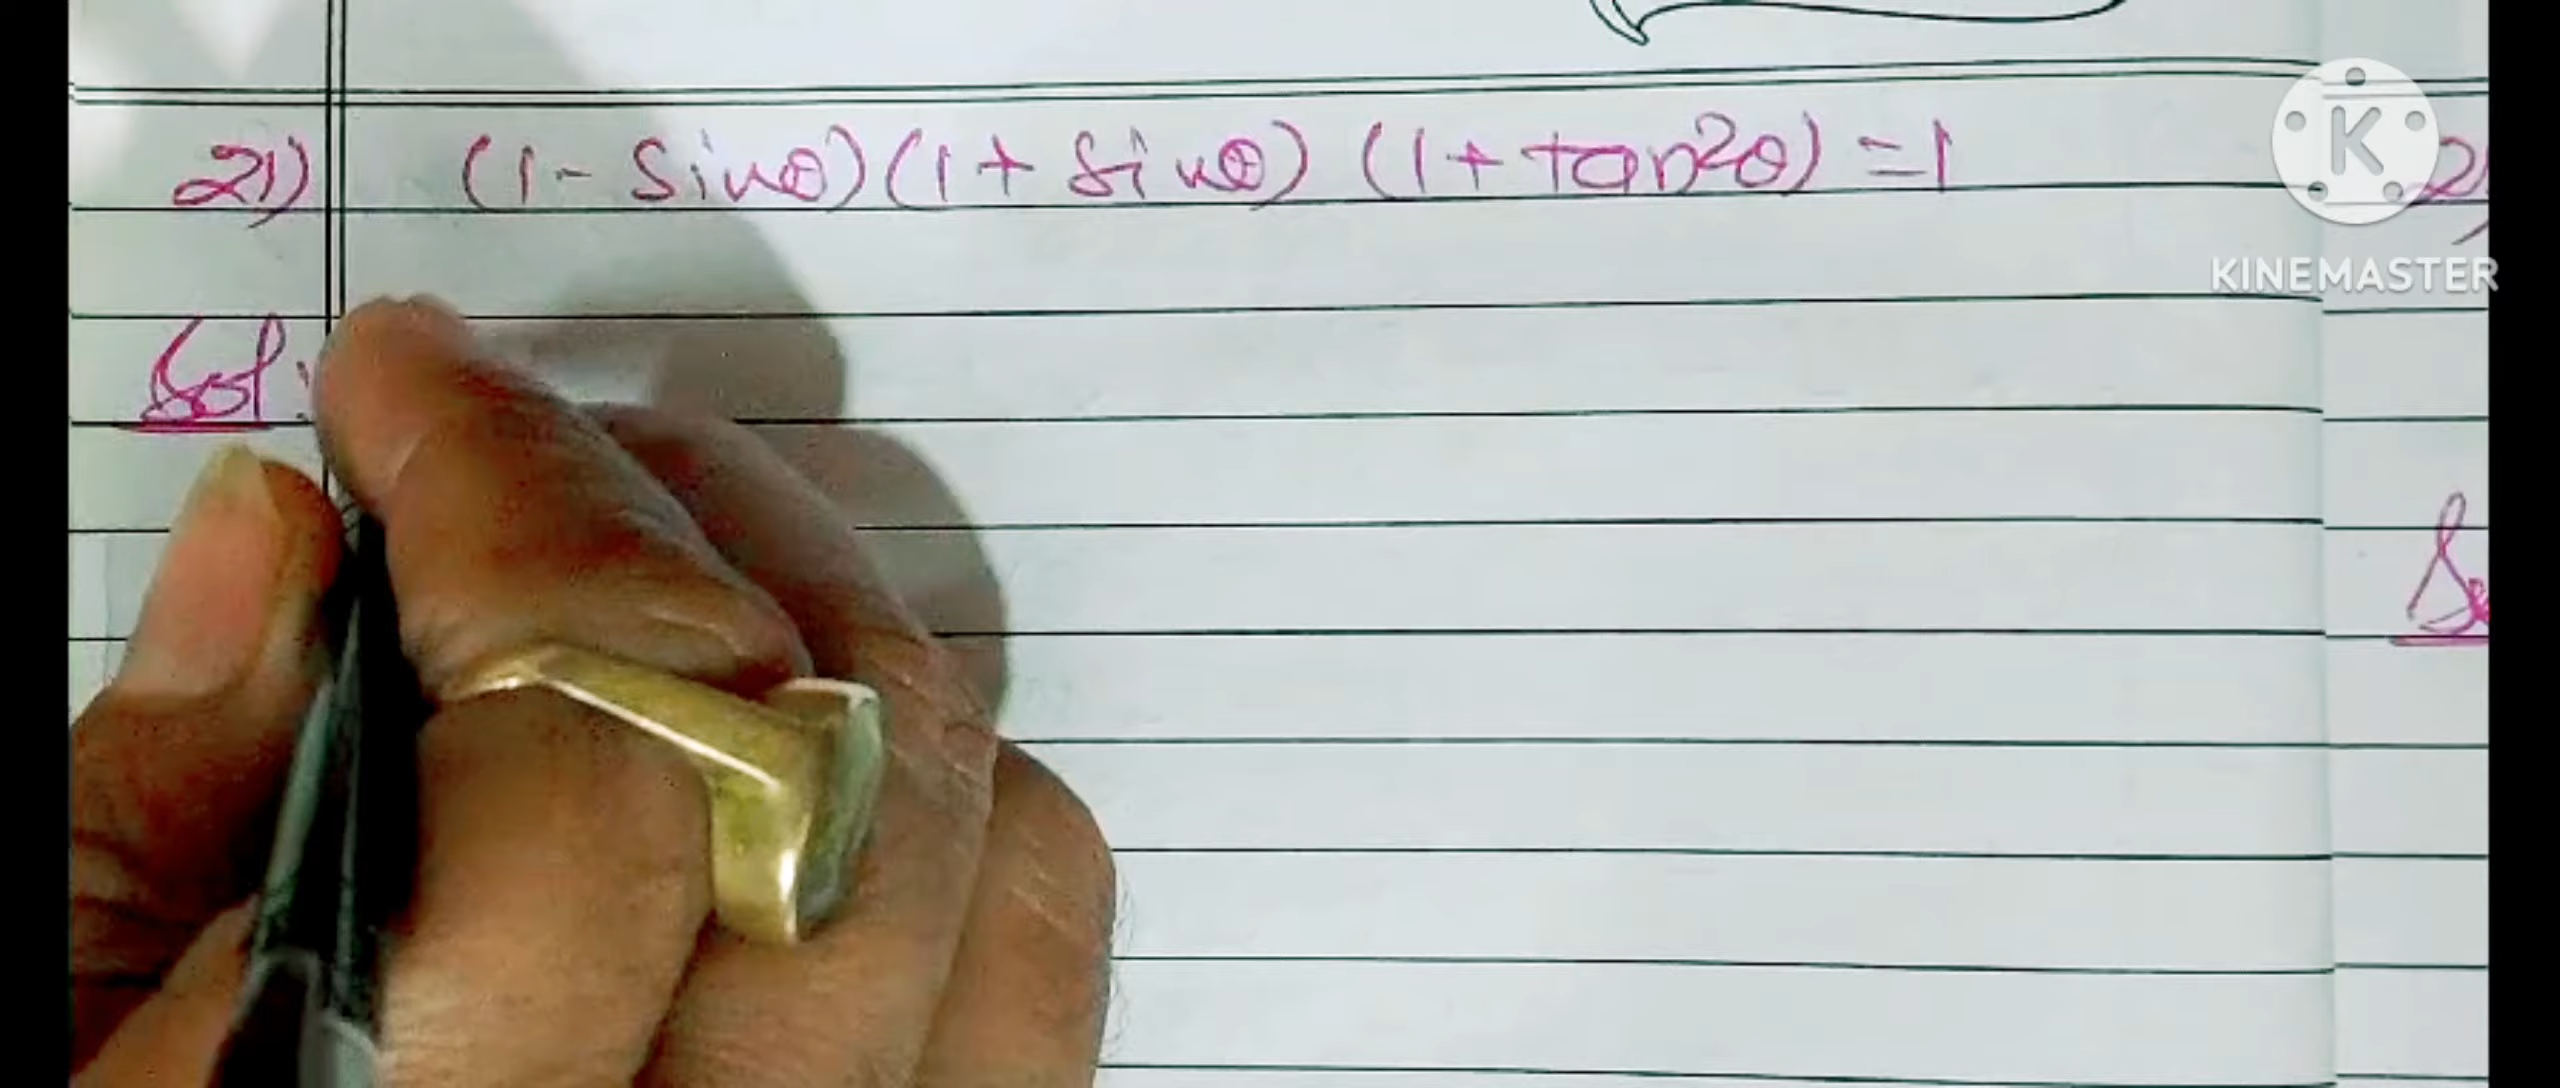 21) (1 - Sinθ) (1 + Sinθ) (1 + tan²θ) = 1
K
KINEMASTER
Sol: